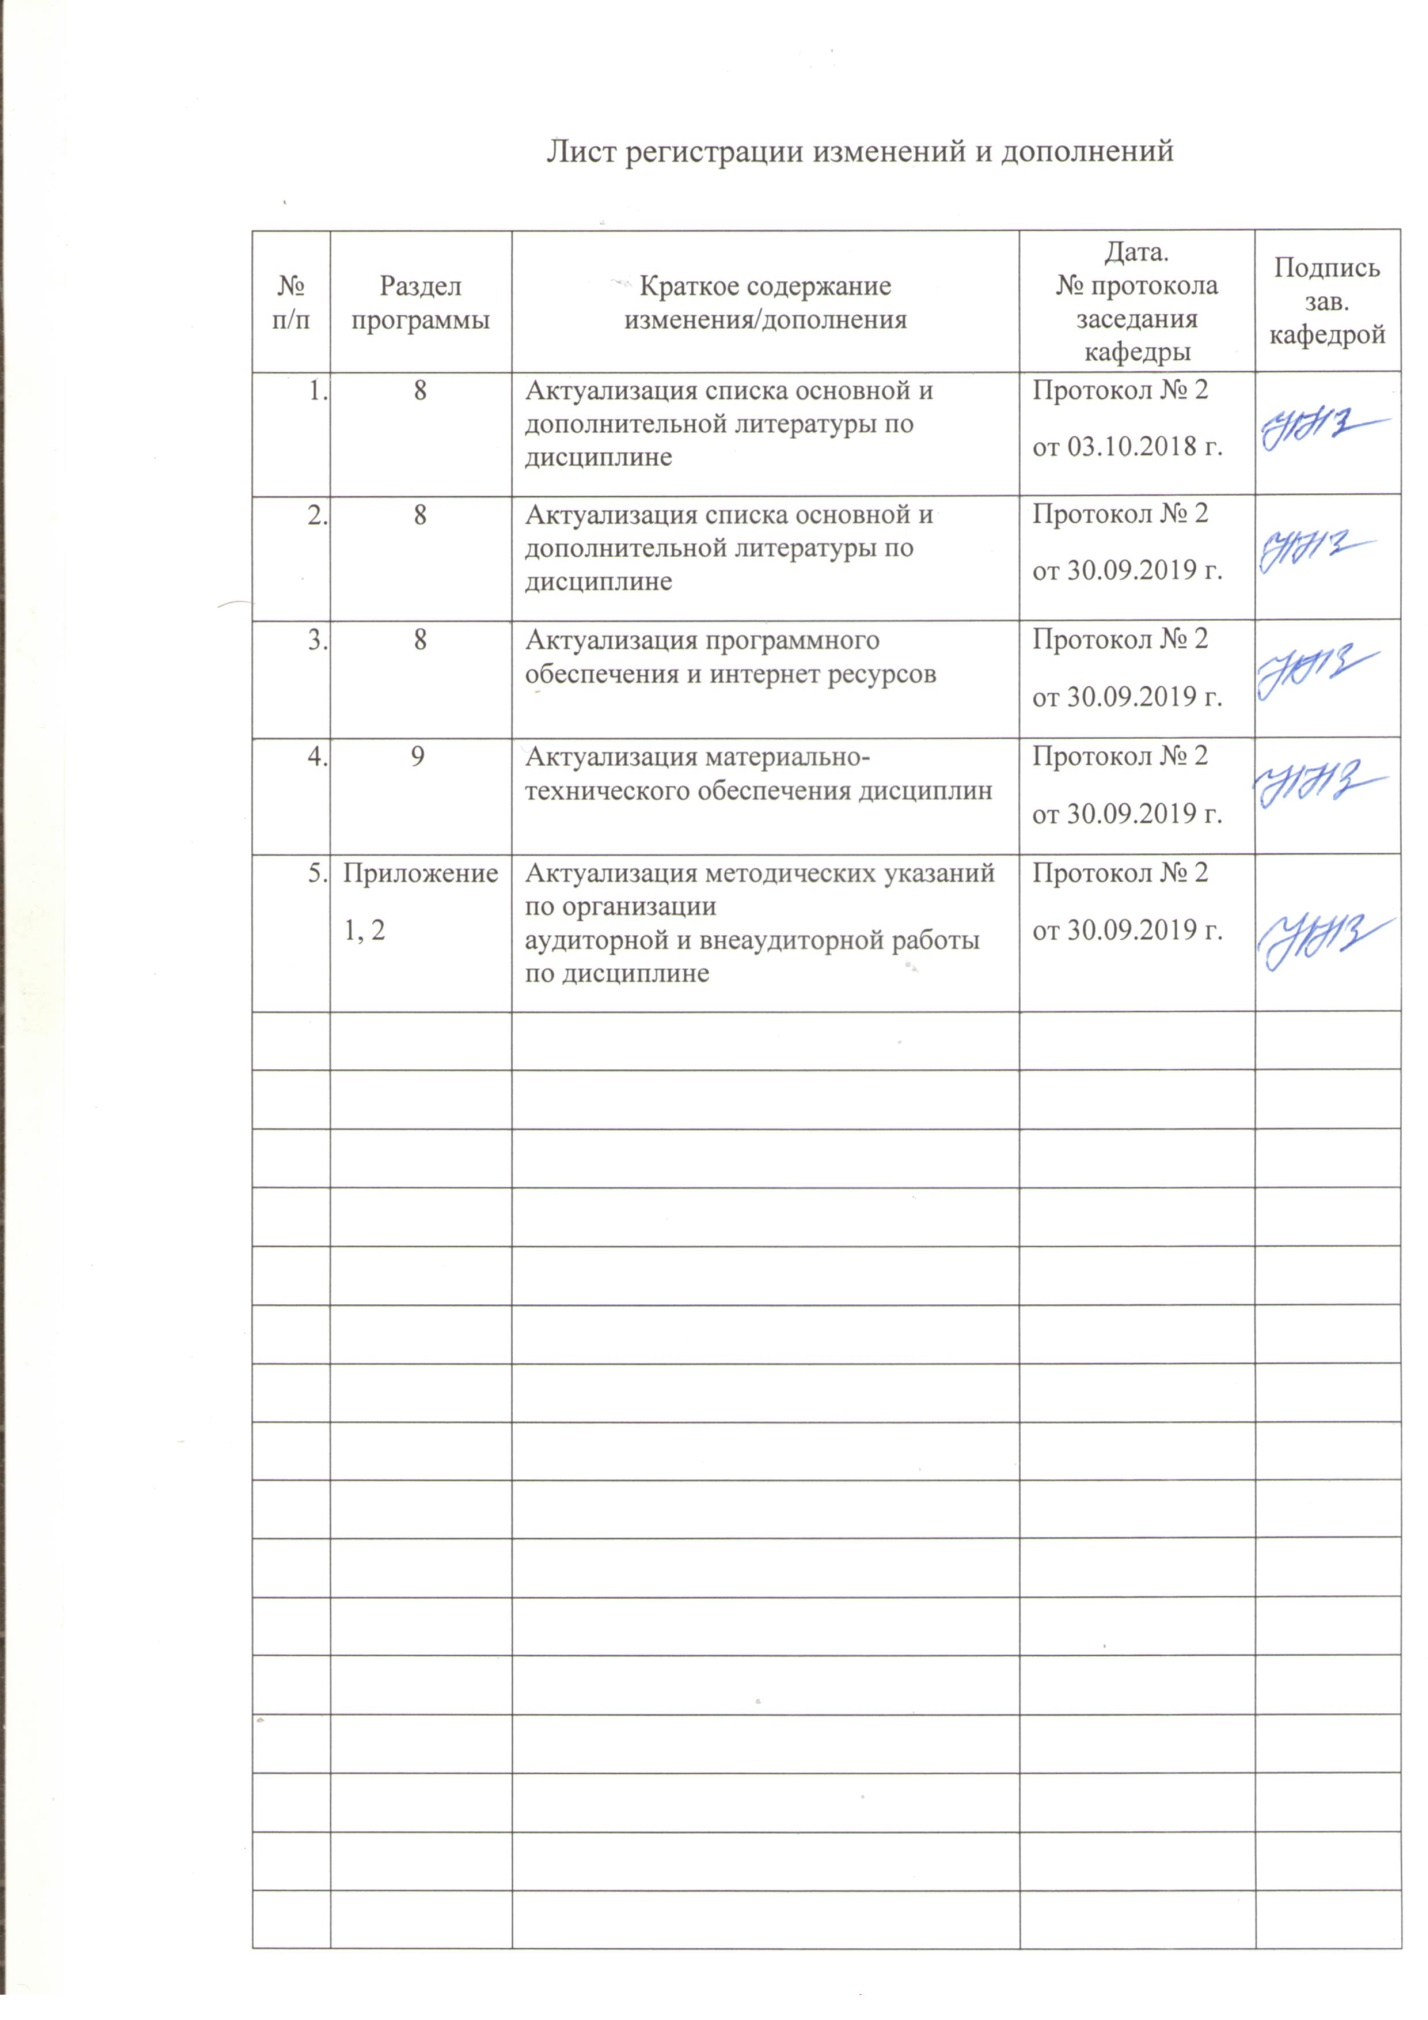 Лист регистрации изменений и дополнений
№
п/п
Раздел
программы
Краткое содержание
изменения/дополнения
Дата.
№ протокола
заседания
кафедры
Подпись
зав.
кафедрой
1.
8
Актуализация списка основной и
дополнительной литературы по
дисциплине
Протокол № 2
от 03.10.2018 г.
2.
8
Актуализация списка основной и
дополнительной литературы по
дисциплине
Протокол № 2
от 30.09.2019 г.
3.
8
Актуализация программного
обеспечения и интернет ресурсов
Протокол № 2
от 30.09.2019 г.
4.
9
Актуализация материально-
технического обеспечения дисциплин
Протокол № 2
от 30.09.2019 г.
5.
Приложение
1, 2
Актуализация методических указаний
по организации
аудиторной и внеаудиторной работы
по дисциплине
Протокол № 2
от 30.09.2019 г.